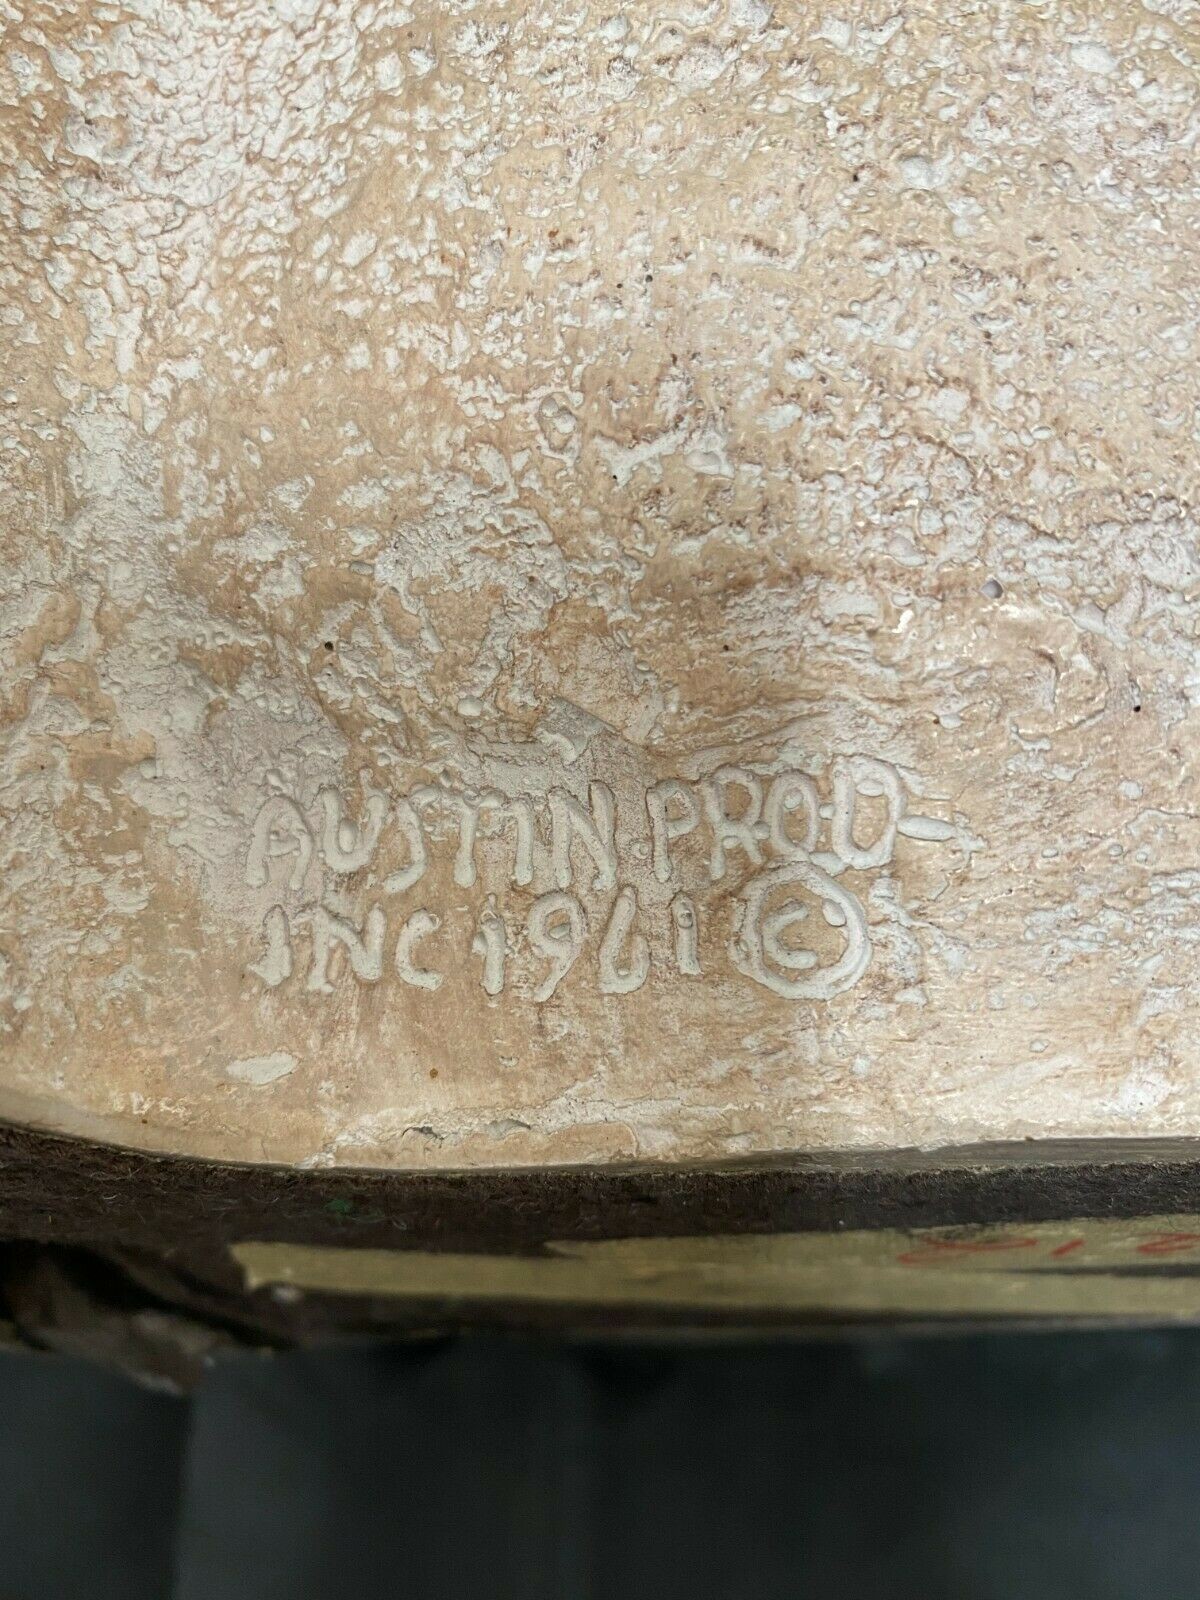 AUSTIN PROD
INC 1961 ©